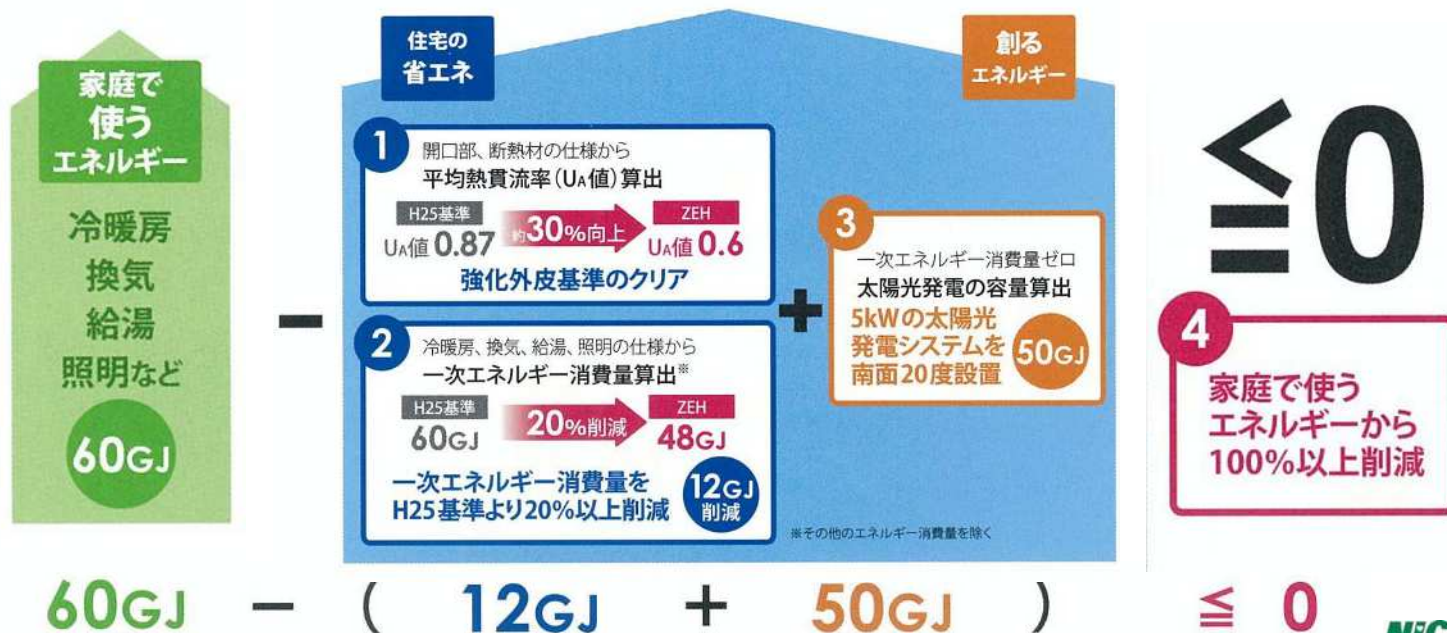 家庭で
使う
エネルギー
冷暖房
換気
給湯
照明など
60GJ
−
住宅の
省エネ
1
開口部、断熱材の仕様から
平均熱貫流率(UA値)算出
H25基準
UA値 0.87
約30%向上
ZEH
UA値 0.6
強化外皮基準のクリア
2
冷暖房、換気、給湯、照明の仕様から
一次エネルギー消費量算出※
H25基準
60GJ
20%削減
ZEH
48GJ
一次エネルギー消費量を
H25基準より20%以上削減
12GJ
削減
+
創る
エネルギー
3
一次エネルギー消費量ゼロ
太陽光発電の容量算出
5kWの太陽光
発電システムを
南面20度設置
50GJ
※その他のエネルギー消費量を除く
≦0
4
家庭で使う
エネルギーから
100%以上削減
60GJ − ( 12GJ + 50GJ ) ≦ 0